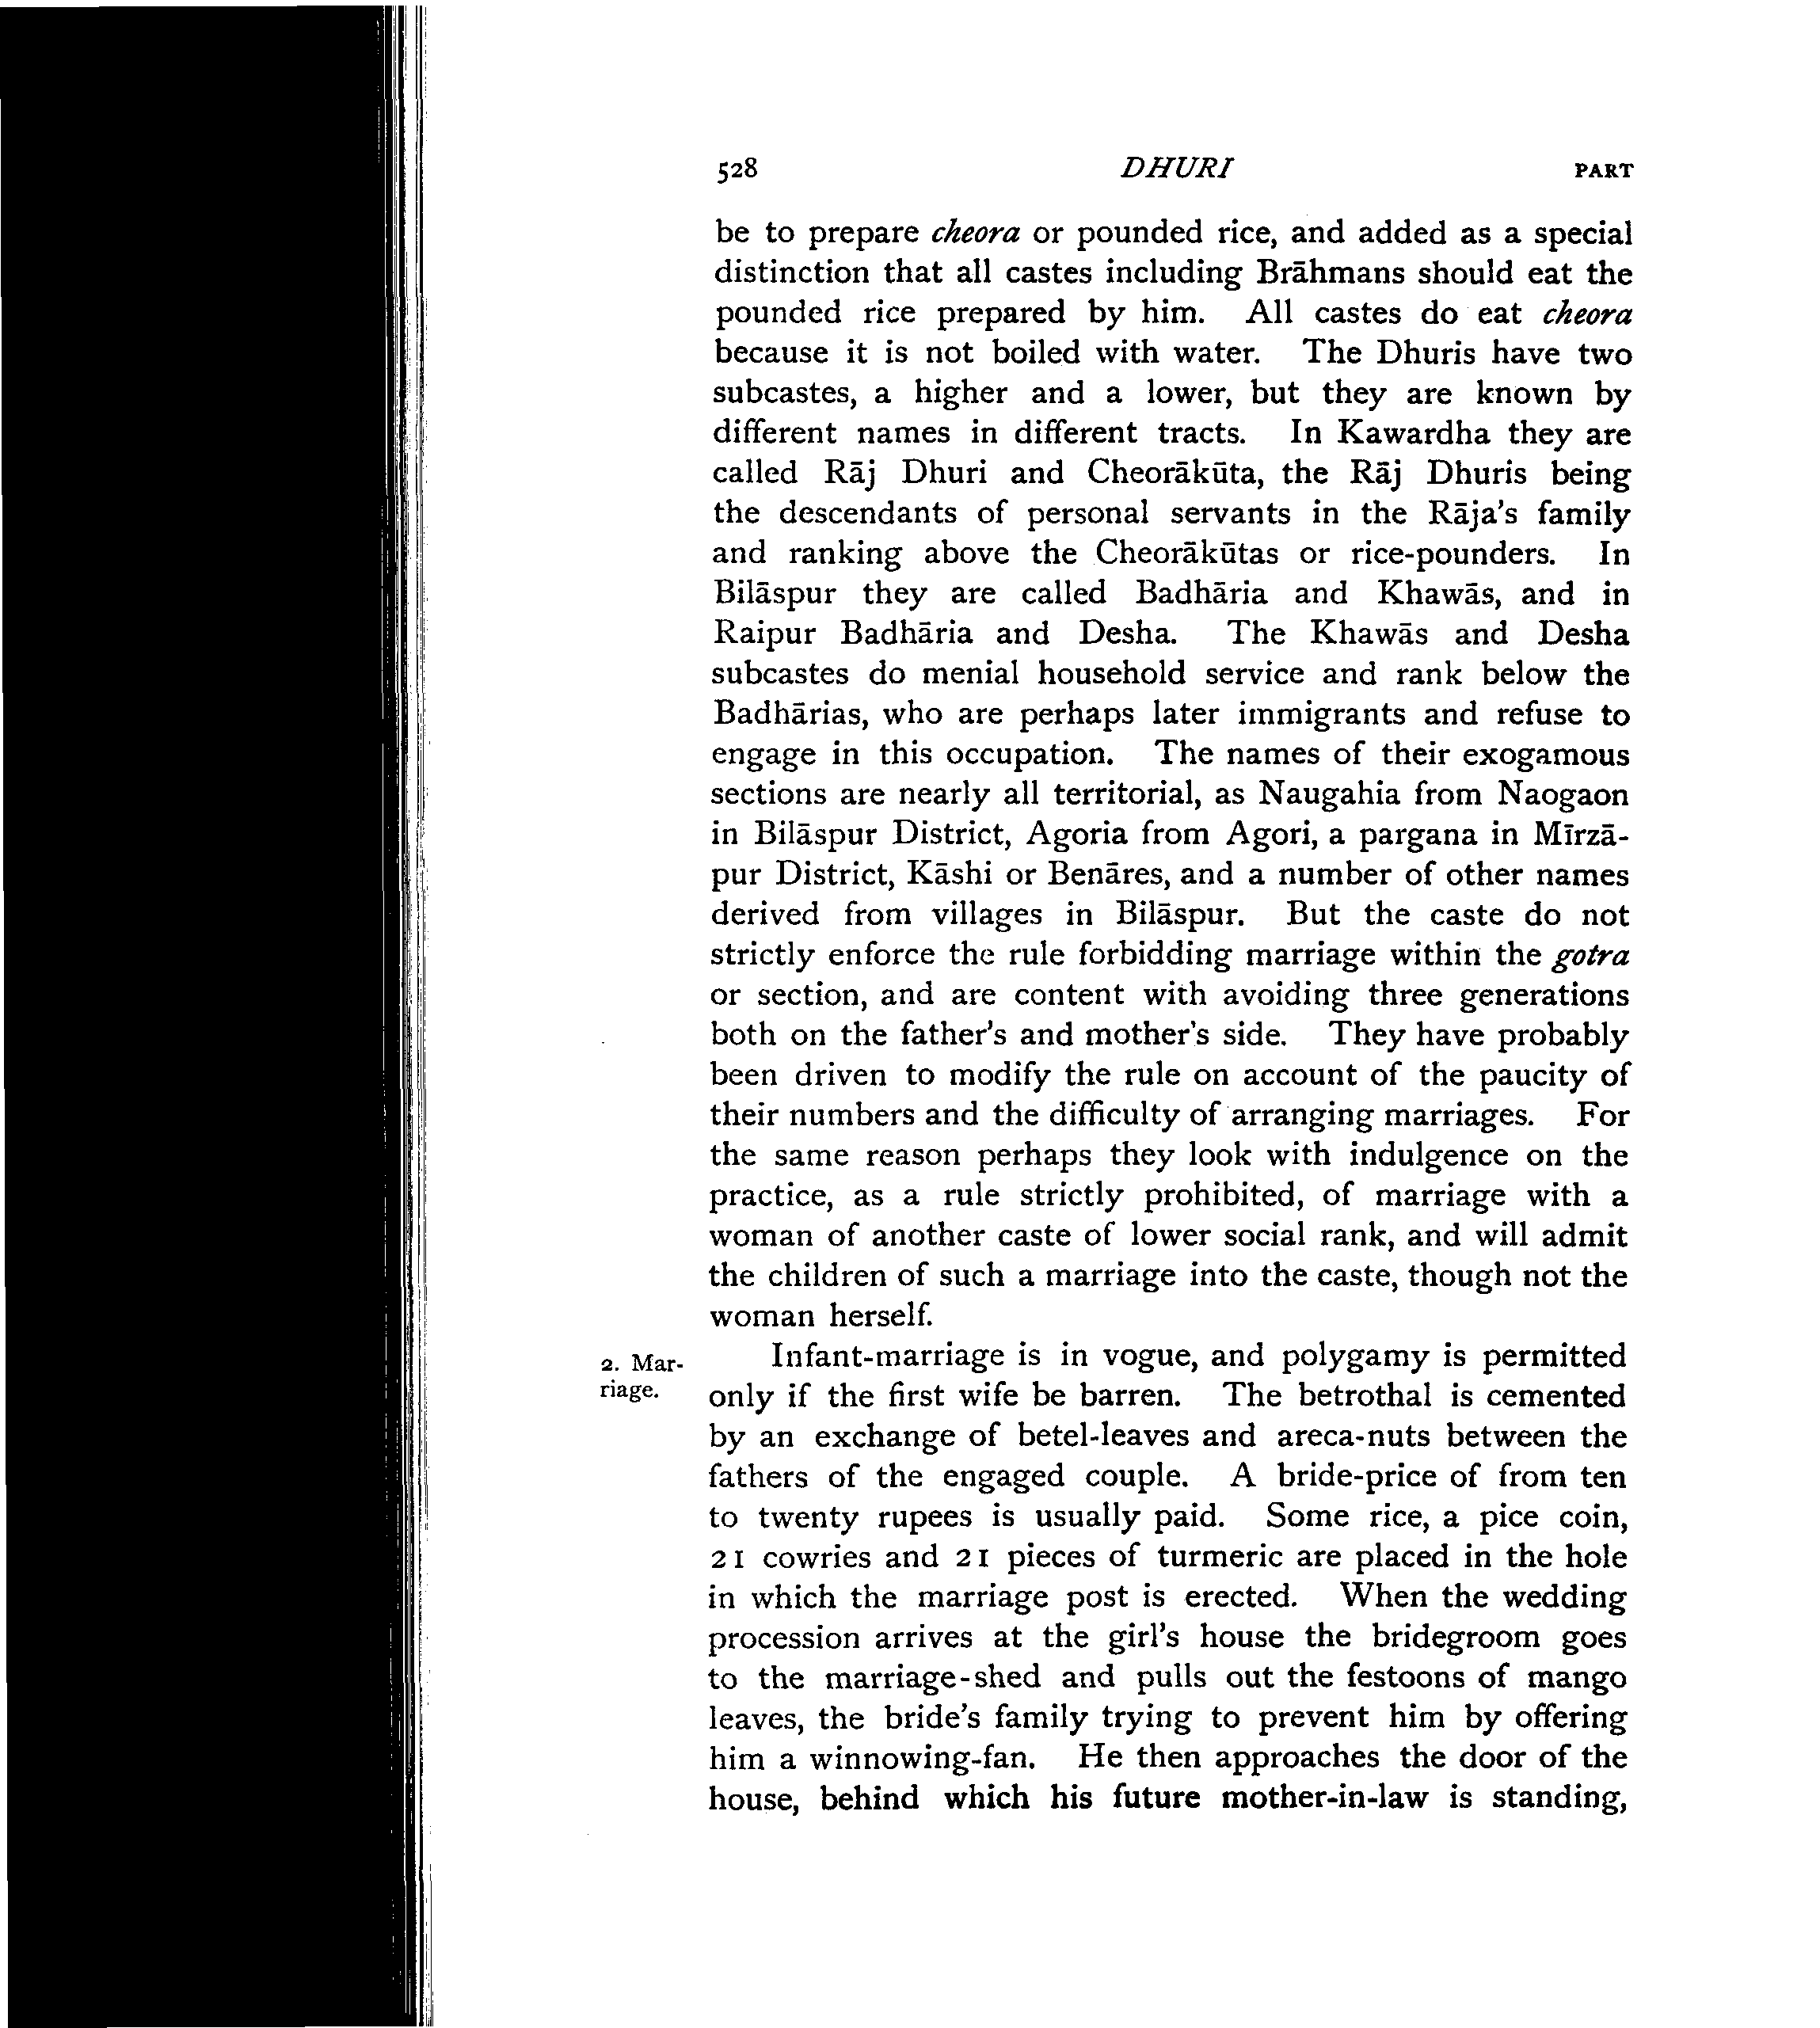 528 DHURI PART
be to prepare cheora or pounded rice, and added as a special
distinction that all castes including Brāhmans should eat the
pounded rice prepared by him. All castes do eat cheora
because it is not boiled with water. The Dhuris have two
subcastes, a higher and a lower, but they are known by
different names in different tracts. In Kawardha they are
called Rāj Dhuri and Cheorākūta, the Rāj Dhuris being
the descendants of personal servants in the Rāja's family
and ranking above the Cheorākūtas or rice-pounders. In
Bilāspur they are called Badhāria and Khawās, and in
Raipur Badhāria and Desha. The Khawās and Desha
subcastes do menial household service and rank below the
Badhārias, who are perhaps later immigrants and refuse to
engage in this occupation. The names of their exogamous
sections are nearly all territorial, as Naugahia from Naogaon
in Bilāspur District, Agoria from Agori, a pargana in Mīrzā-
pur District, Kāshi or Benāres, and a number of other names
derived from villages in Bilāspur. But the caste do not
strictly enforce the rule forbidding marriage within the gotra
or section, and are content with avoiding three generations
both on the father's and mother's side. They have probably
been driven to modify the rule on account of the paucity of
their numbers and the difficulty of arranging marriages. For
the same reason perhaps they look with indulgence on the
practice, as a rule strictly prohibited, of marriage with a
woman of another caste of lower social rank, and will admit
the children of such a marriage into the caste, though not the
woman herself.
2. Mar-
riage.
Infant-marriage is in vogue, and polygamy is permitted
only if the first wife be barren. The betrothal is cemented
by an exchange of betel-leaves and areca-nuts between the
fathers of the engaged couple. A bride-price of from ten
to twenty rupees is usually paid. Some rice, a pice coin,
21 cowries and 21 pieces of turmeric are placed in the hole
in which the marriage post is erected. When the wedding
procession arrives at the girl's house the bridegroom goes
to the marriage-shed and pulls out the festoons of mango
leaves, the bride's family trying to prevent him by offering
him a winnowing-fan. He then approaches the door of the
house, behind which his future mother-in-law is standing,